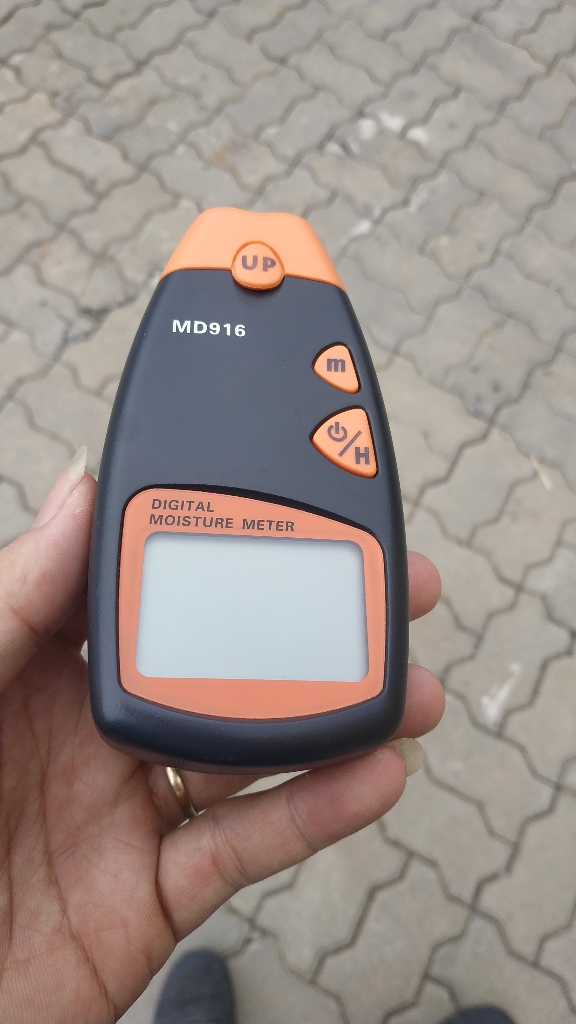 UP
MD916
m
⏻/H
DIGITAL
MOISTURE METER